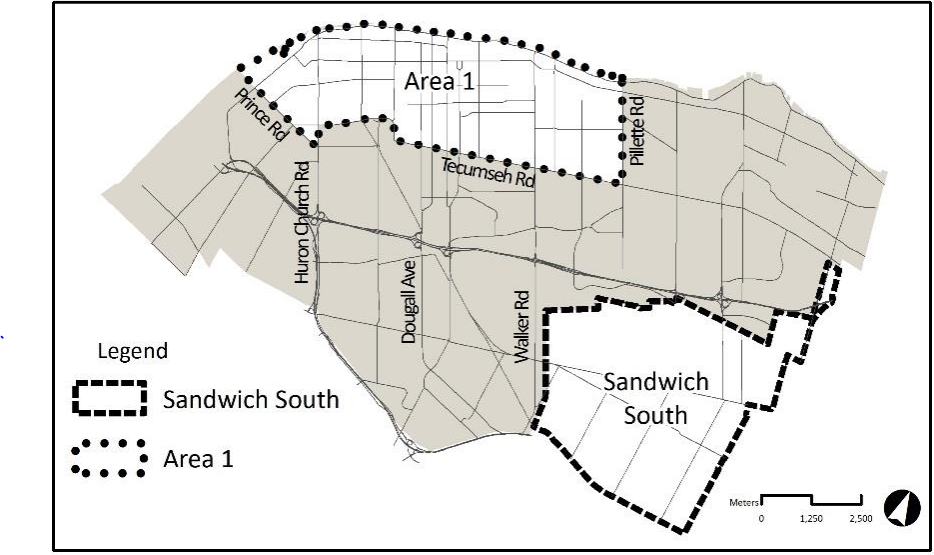 Area 1
Prince Rd
Pillette Rd
Tecumseh Rd
Huron Church Rd
Dougall Ave
Walker Rd
Sandwich
South
Legend
Sandwich South
Area 1
Meters
0 1,250 2,500